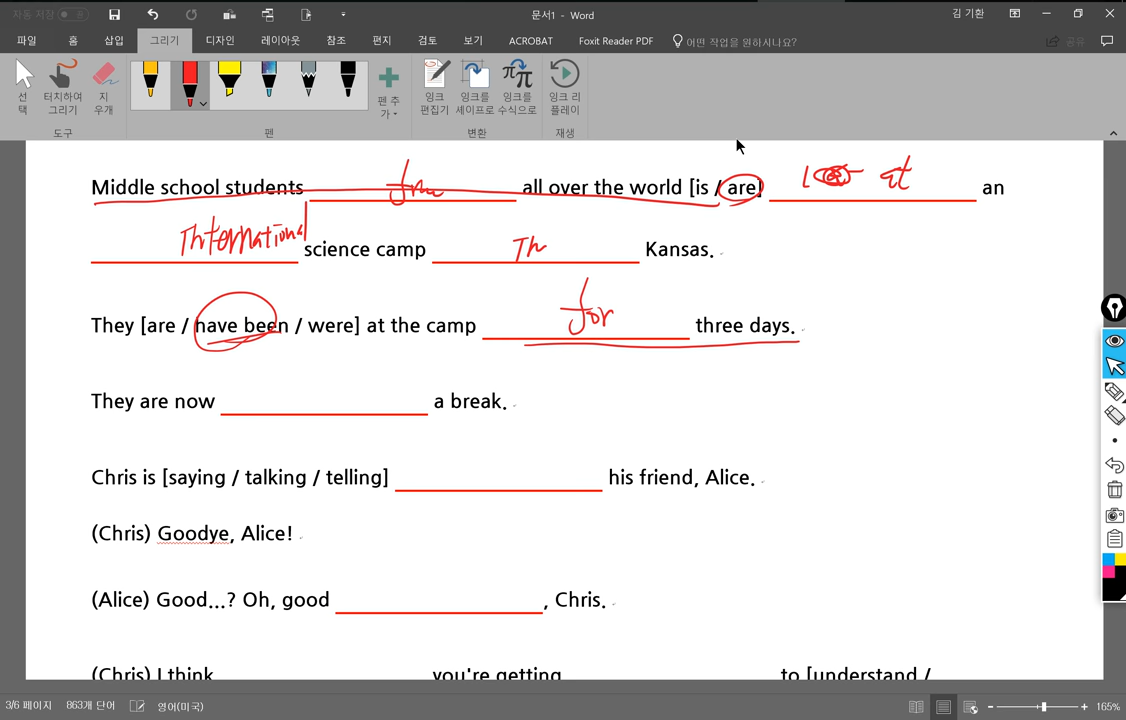 자동 저장 문서1 - Word 김 기환
파일 홈 삽입 그리기 디자인 레이아웃 참조 편지 검토 보기 ACROBAT Foxit Reader PDF 어떤 작업을 원하시나요? 공유
선택 터치하여 그리기 지우개 펜 추가 잉크 편집기 잉크를 셰이프로 잉크를 수식으로 잉크 리플레이
도구 펜 변환 재생
Middle school students from all over the world [is / are] at an
International science camp In Kansas.
They [are / have been / were] at the camp for three days.
They are now a break.
Chris is [saying / talking / telling] his friend, Alice.
(Chris) Goodye, Alice!
(Alice) Good...? Oh, good , Chris.
(Chris) I think you're getting to [understand /
3/6 페이지 863개 단어 영어(미국) 165%